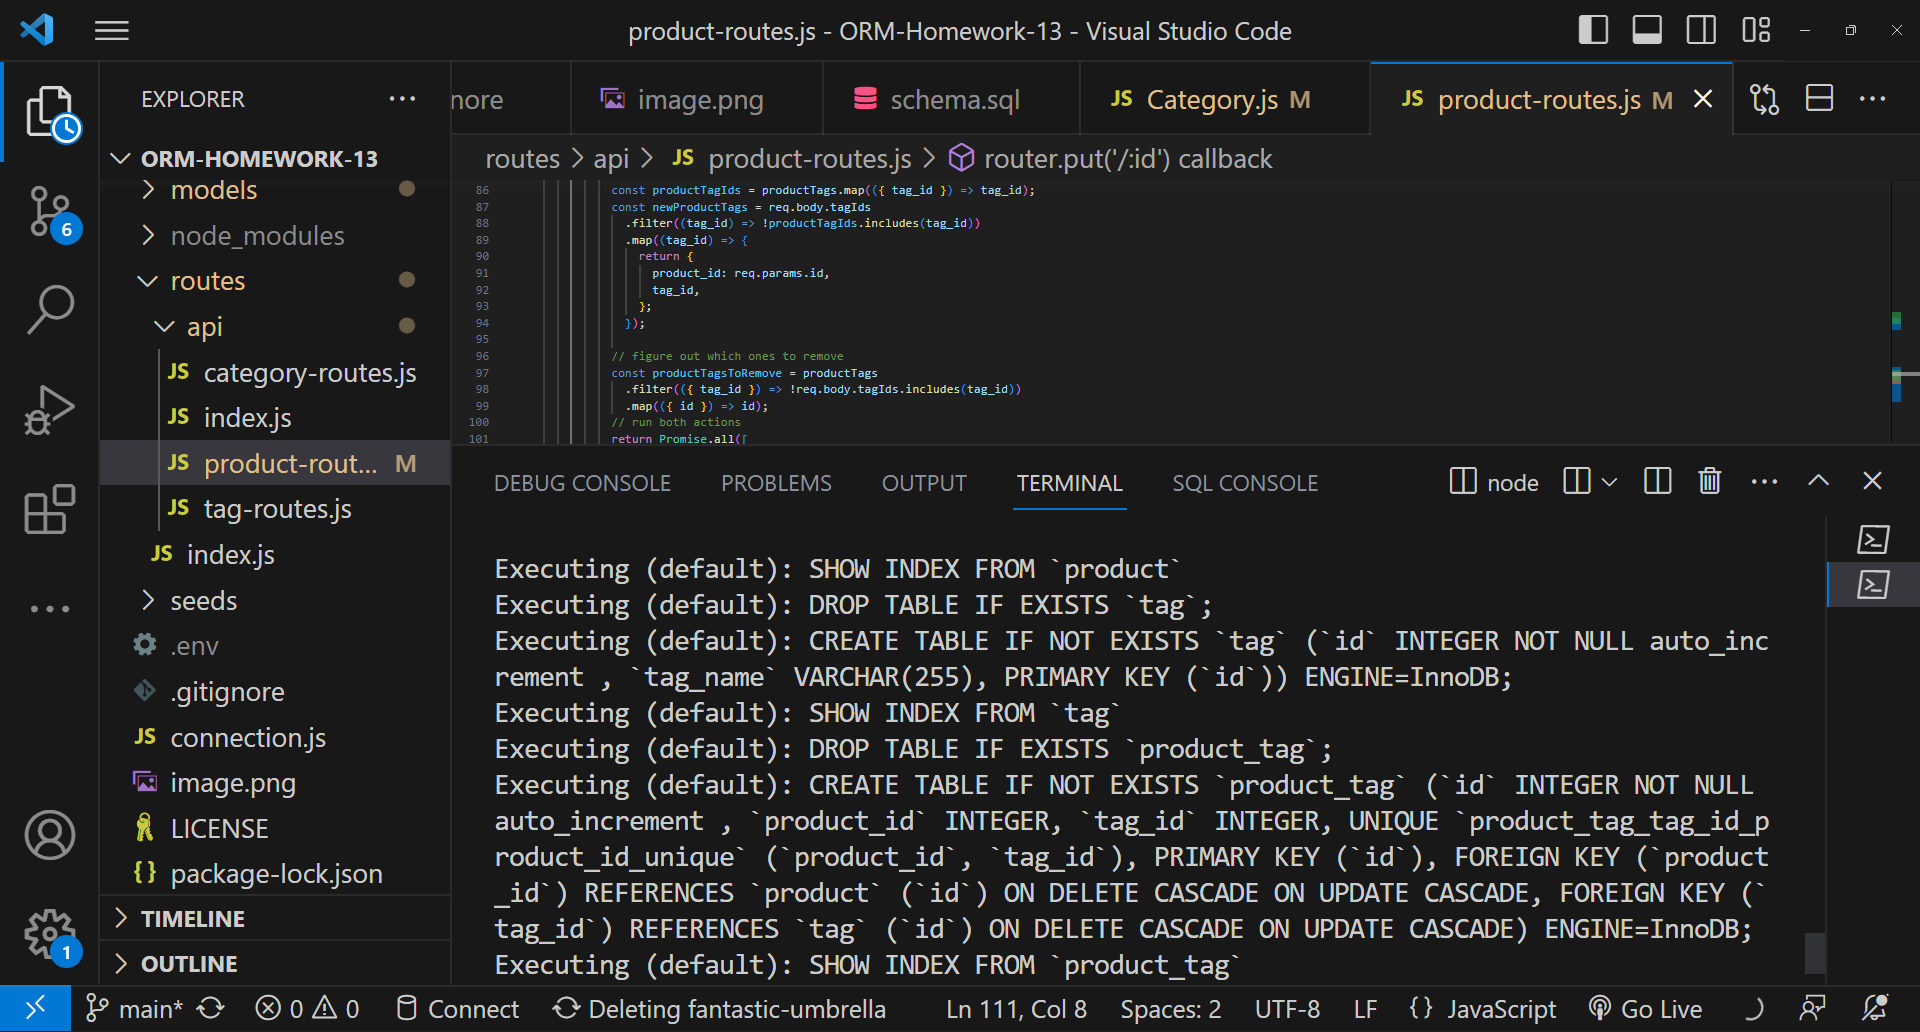 product-routes.js - ORM-Homework-13 - Visual Studio Code
EXPLORER
ORM-HOMEWORK-13
models
node_modules
routes
api
JS category-routes.js
JS index.js
JS product-rout... M
JS tag-routes.js
JS index.js
seeds
.env
.gitignore
JS connection.js
image.png
LICENSE
{} package-lock.json
TIMELINE
OUTLINE
6
1
nore
image.png
schema.sql
JS Category.js M
JS product-routes.js M
routes > api > JS product-routes.js > router.put('/:id') callback
86 const productTagIds = productTags.map(({ tag_id }) => tag_id);
87 const newProductTags = req.body.tagIds
88 .filter((tag_id) => !productTagIds.includes(tag_id))
89 .map((tag_id) => {
90 return {
91 product_id: req.params.id,
92 tag_id,
93 };
94 });
95
96 // figure out which ones to remove
97 const productTagsToRemove = productTags
98 .filter(({ tag_id }) => !req.body.tagIds.includes(tag_id))
99 .map(({ id }) => id);
100 // run both actions
101 return Promise.all([
DEBUG CONSOLE PROBLEMS OUTPUT TERMINAL SQL CONSOLE node
Executing (default): SHOW INDEX FROM `product`
Executing (default): DROP TABLE IF EXISTS `tag`;
Executing (default): CREATE TABLE IF NOT EXISTS `tag` (`id` INTEGER NOT NULL auto_inc
rement , `tag_name` VARCHAR(255), PRIMARY KEY (`id`)) ENGINE=InnoDB;
Executing (default): SHOW INDEX FROM `tag`
Executing (default): DROP TABLE IF EXISTS `product_tag`;
Executing (default): CREATE TABLE IF NOT EXISTS `product_tag` (`id` INTEGER NOT NULL
auto_increment , `product_id` INTEGER, `tag_id` INTEGER, UNIQUE `product_tag_tag_id_p
roduct_id_unique` (`product_id`, `tag_id`), PRIMARY KEY (`id`), FOREIGN KEY (`product
_id`) REFERENCES `product` (`id`) ON DELETE CASCADE ON UPDATE CASCADE, FOREIGN KEY (`
tag_id`) REFERENCES `tag` (`id`) ON DELETE CASCADE ON UPDATE CASCADE) ENGINE=InnoDB;
Executing (default): SHOW INDEX FROM `product_tag`
main* 0 0 Connect Deleting fantastic-umbrella Ln 111, Col 8 Spaces: 2 UTF-8 LF {} JavaScript Go Live